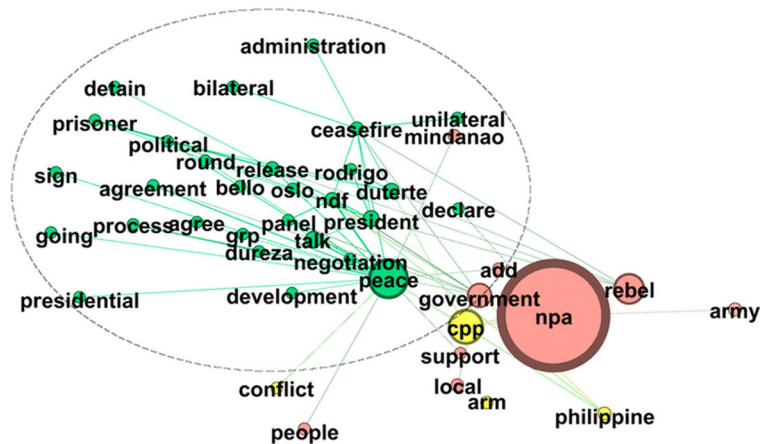 administration
detain
bilateral
prisoner
ceasefire
unilateral
mindanao
political
round
release
rodrigo
sign
agreement
bello
oslo
ndf
duterte
declare
going
process
agree
grp
panel
talk
president
dureza
negotiation
peace
add
government
rebel
presidential
development
npa
army
cpp
support
conflict
local
arm
philippine
people